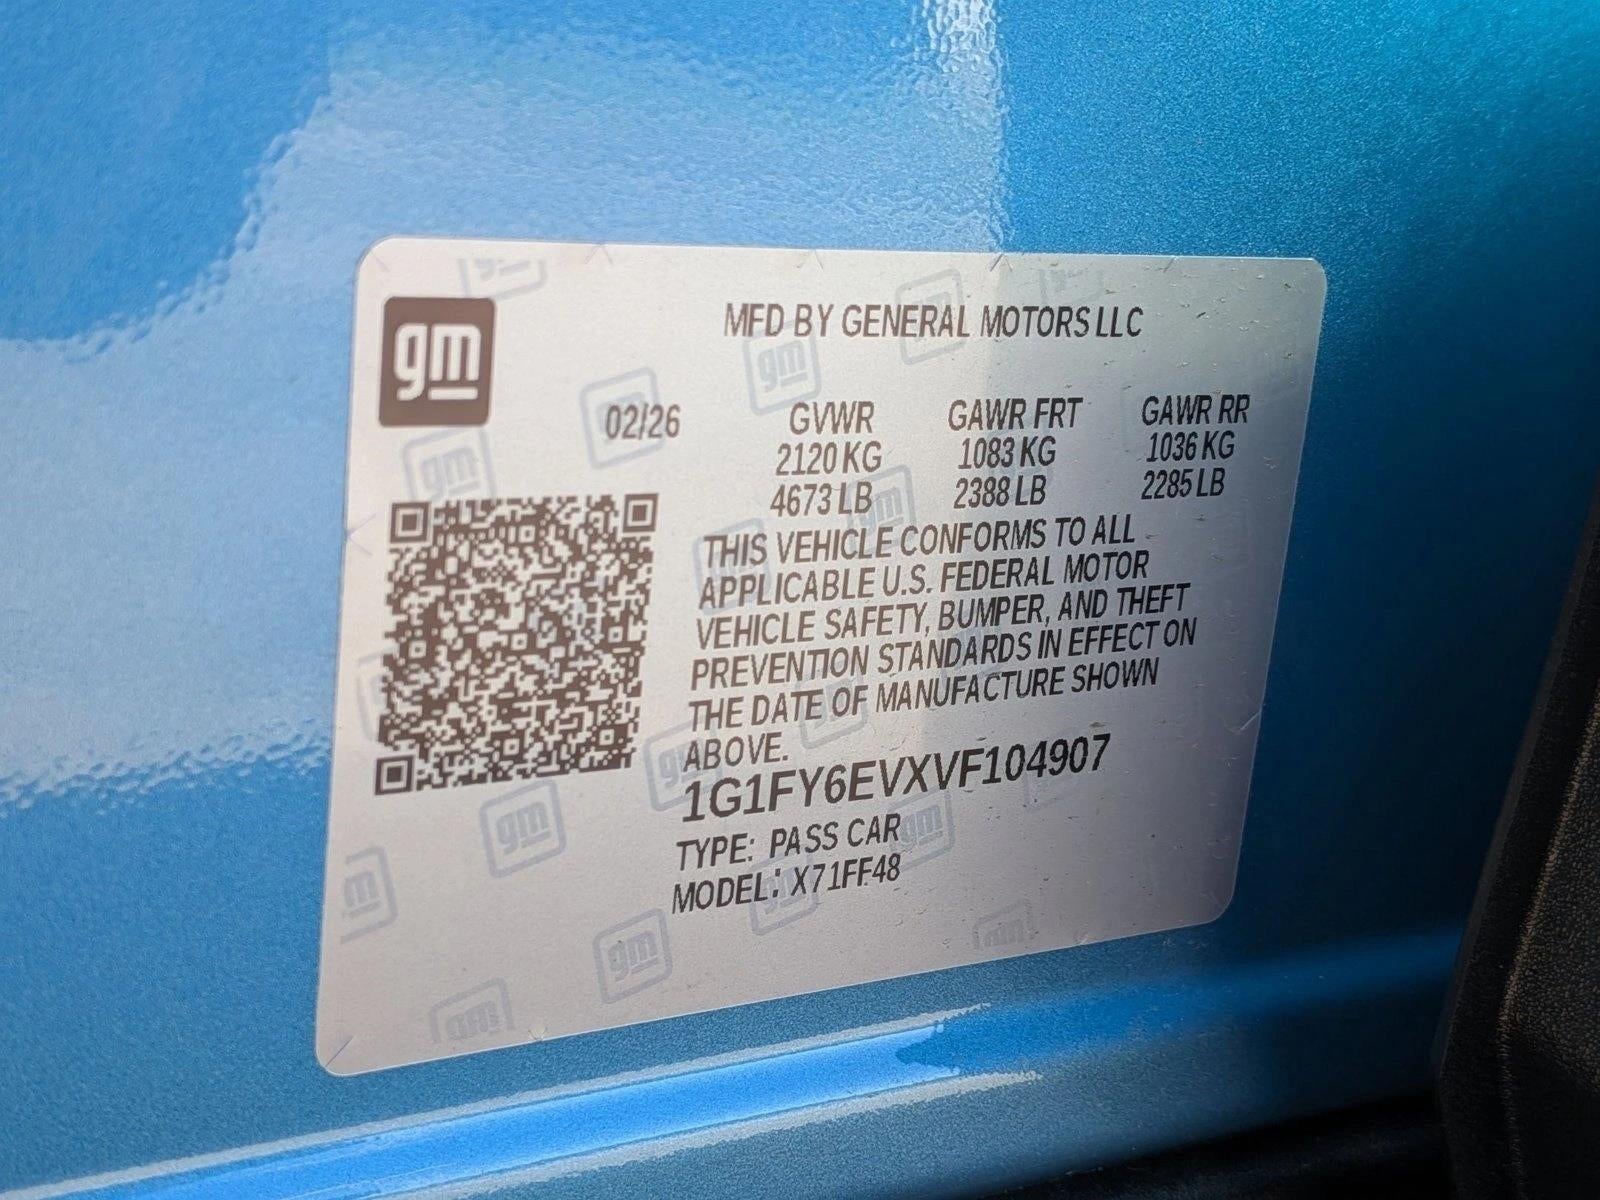 gm
MFD BY GENERAL MOTORS LLC
02/26 GVWR GAWR FRT GAWR RR
2120 KG 1083 KG 1036 KG
4673 LB 2388 LB 2285 LB
THIS VEHICLE CONFORMS TO ALL
APPLICABLE U.S. FEDERAL MOTOR
VEHICLE SAFETY, BUMPER, AND THEFT
PREVENTION STANDARDS IN EFFECT ON
THE DATE OF MANUFACTURE SHOWN
ABOVE.
1G1FY6EVXVF104907
TYPE: PASS CAR
MODEL: X71FF48